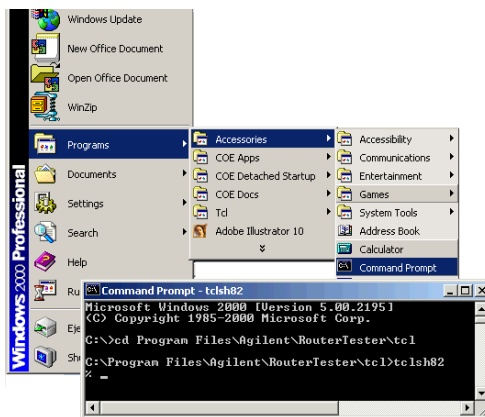 Windows Update
New Office Document
Open Office Document
WinZip
Programs
Documents
Settings
Search
Help
Ru
Eje
Shu
Windows 2000 Professional
Accessories
COE Apps
COE Detached Startup
COE Docs
Tcl
Adobe Illustrator 10
Accessibility
Communications
Entertainment
Games
System Tools
Address Book
Calculator
Command Prompt
Command Prompt - tclsh82
Microsoft Windows 2000 [Version 5.00.2195]
(C) Copyright 1985-2000 Microsoft Corp.
C:\>cd Program Files\Agilent\RouterTester\tcl
C:\Program Files\Agilent\RouterTester\tcl>tclsh82
% _